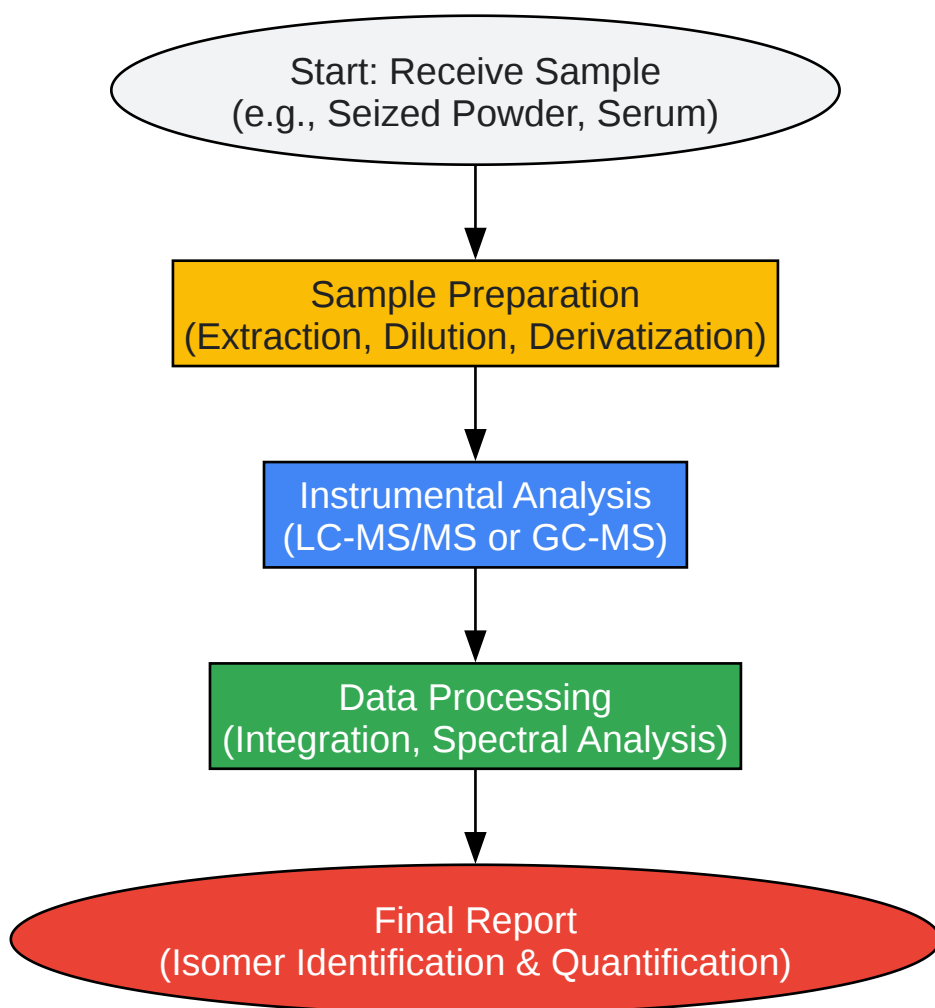 Start: Receive Sample
(e.g., Seized Powder, Serum)
Sample Preparation
(Extraction, Dilution, Derivatization)
Instrumental Analysis
(LC-MS/MS or GC-MS)
Data Processing
(Integration, Spectral Analysis)
Final Report
(Isomer Identification & Quantification)